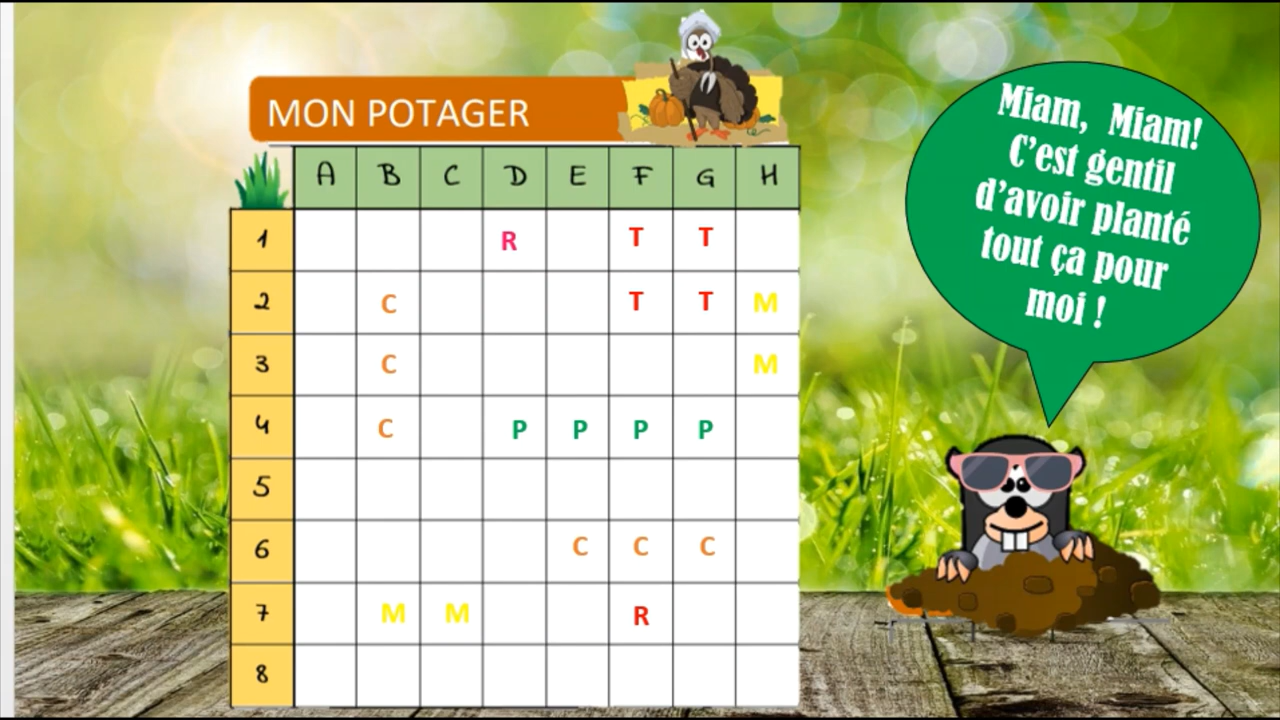 MON POTAGER
A B C D E F G H
1 R T T
2 C T T M
3 C M
4 C P P P P
5
6 C C C
7 M M R
8
Miam, Miam!
C'est gentil
d'avoir planté
tout ça pour
moi !